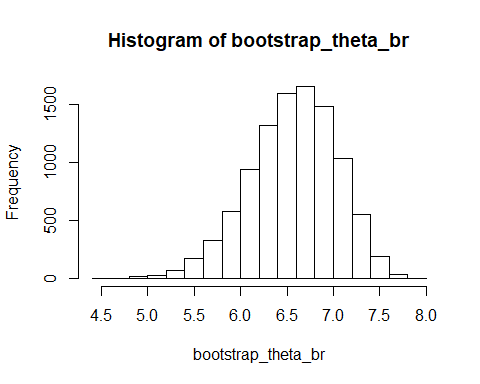 Histogram of bootstrap_theta_br
Frequency
1500
1000
500
0
4.5 5.0 5.5 6.0 6.5 7.0 7.5 8.0
bootstrap_theta_br